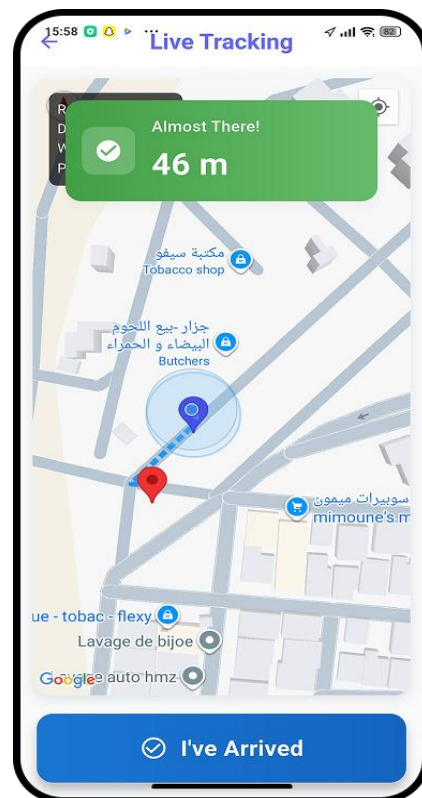 15:58
82
Live Tracking
R
D
W
P
Almost There!
46 m
مكتبة سيفو
Tobacco shop
جزار -بيع اللحوم
البيضاء و الحمراء
Butchers
سوبيرات ميمون
mimoune's m
ue - tobac - flexy
Lavage de bijoe
Google
e auto hmz
I've Arrived